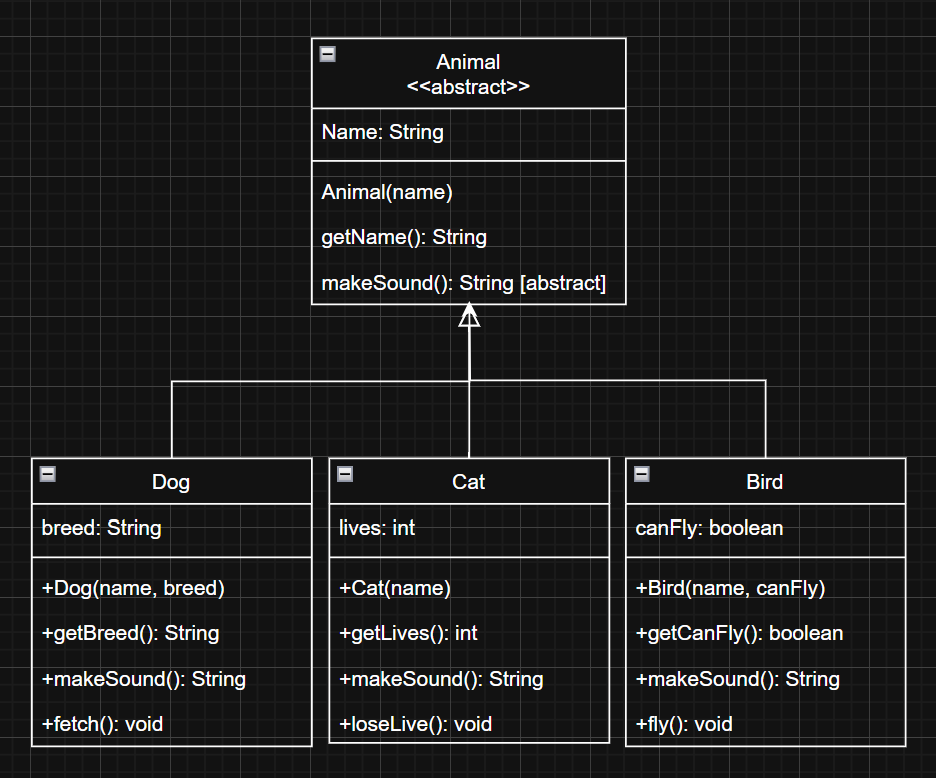 Animal
<<abstract>>
Name: String
Animal(name)
getName(): String
makeSound(): String [abstract]
Dog
breed: String
+Dog(name, breed)
+getBreed(): String
+makeSound(): String
+fetch(): void
Cat
lives: int
+Cat(name)
+getLives(): int
+makeSound(): String
+loseLive(): void
Bird
canFly: boolean
+Bird(name, canFly)
+getCanFly(): boolean
+makeSound(): String
+fly(): void